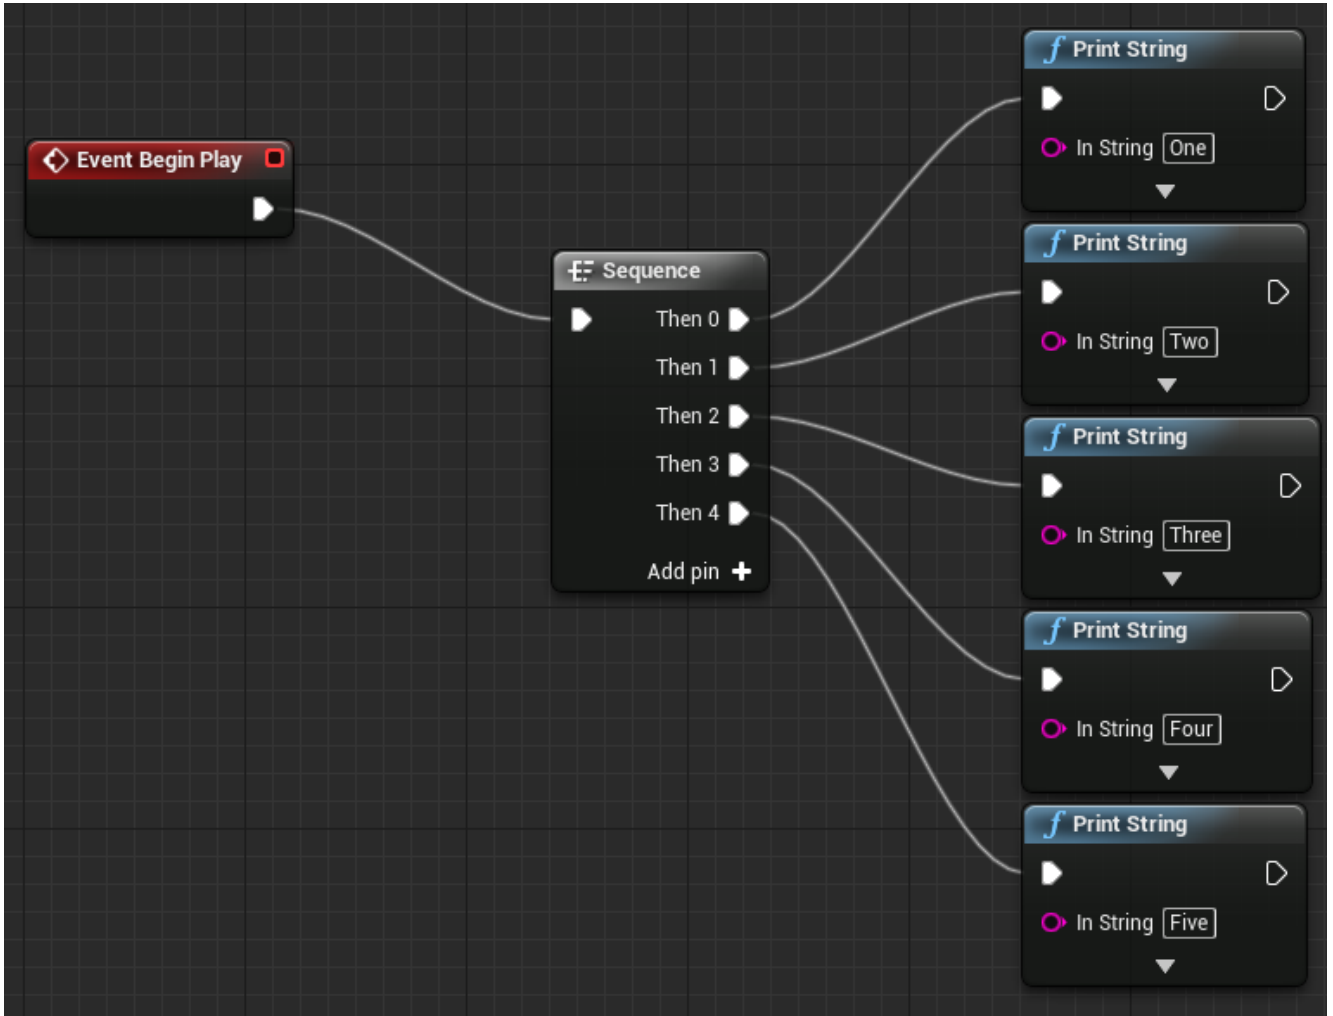 Event Begin Play
Sequence
Then 0
Then 1
Then 2
Then 3
Then 4
Add pin
Print String
In String One
Print String
In String Two
Print String
In String Three
Print String
In String Four
Print String
In String Five